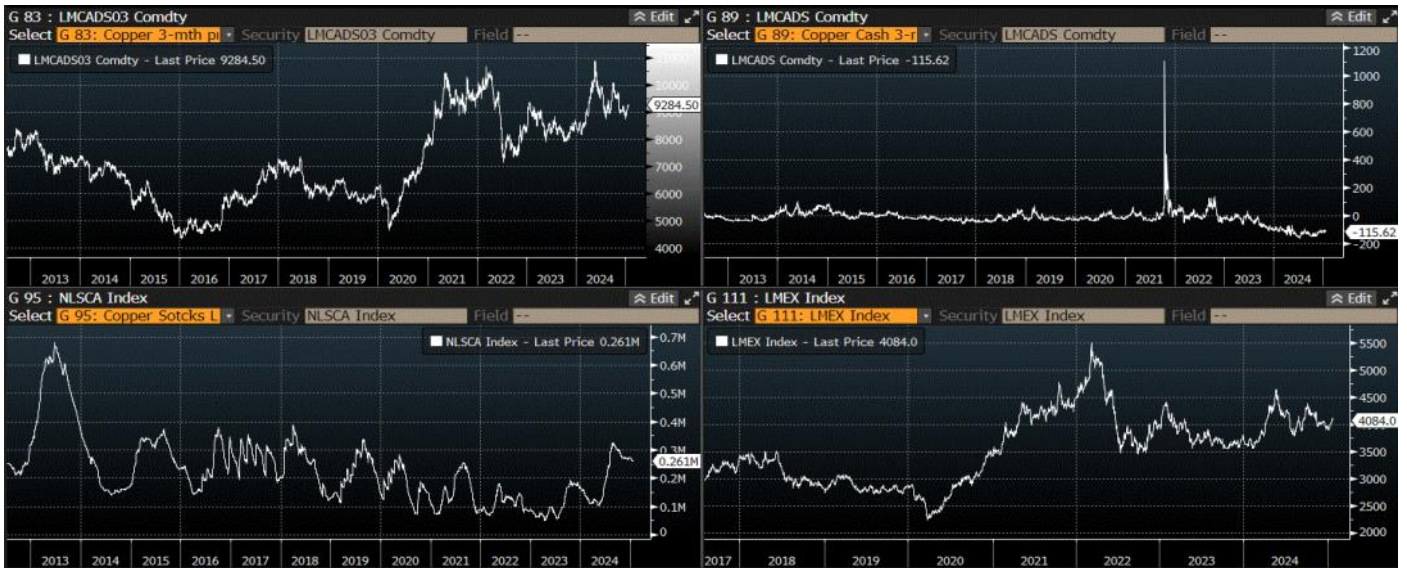 G 83 : LMCADS03 Comdty
Edit
Select G 83: Copper 3-mth pi Security LMCADS03 Comdty Field --
LMCADS03 Comdty - Last Price 9284.50
11000
10000
9284.50
9000
8000
7000
6000
5000
4000
2013 2014 2015 2016 2017 2018 2019 2020 2021 2022 2023 2024
G 89 : LMCADS Comdty
Edit
Select G 89: Copper Cash 3-r Security LMCADS Comdty Field --
LMCADS Comdty - Last Price -115.62
1200
1000
800
600
400
200
0
-115.62
-200
2013 2014 2015 2016 2017 2018 2019 2020 2021 2022 2023 2024
G 95 : NLSCA Index
Edit
Select G 95: Copper Sotcks L Security NLSCA Index Field --
NLSCA Index - Last Price 0.261M
0.7M
0.6M
0.5M
0.4M
0.3M
0.261M
0.2M
0.1M
0
2013 2014 2015 2016 2017 2018 2019 2020 2021 2022 2023 2024
G 111 : LMEX Index
Edit
Select G 111: LMEX Index Security LMEX Index Field --
LMEX Index - Last Price 4084.0
5500
5000
4500
4084.0
4000
3500
3000
2500
2000
2017 2018 2019 2020 2021 2022 2023 2024